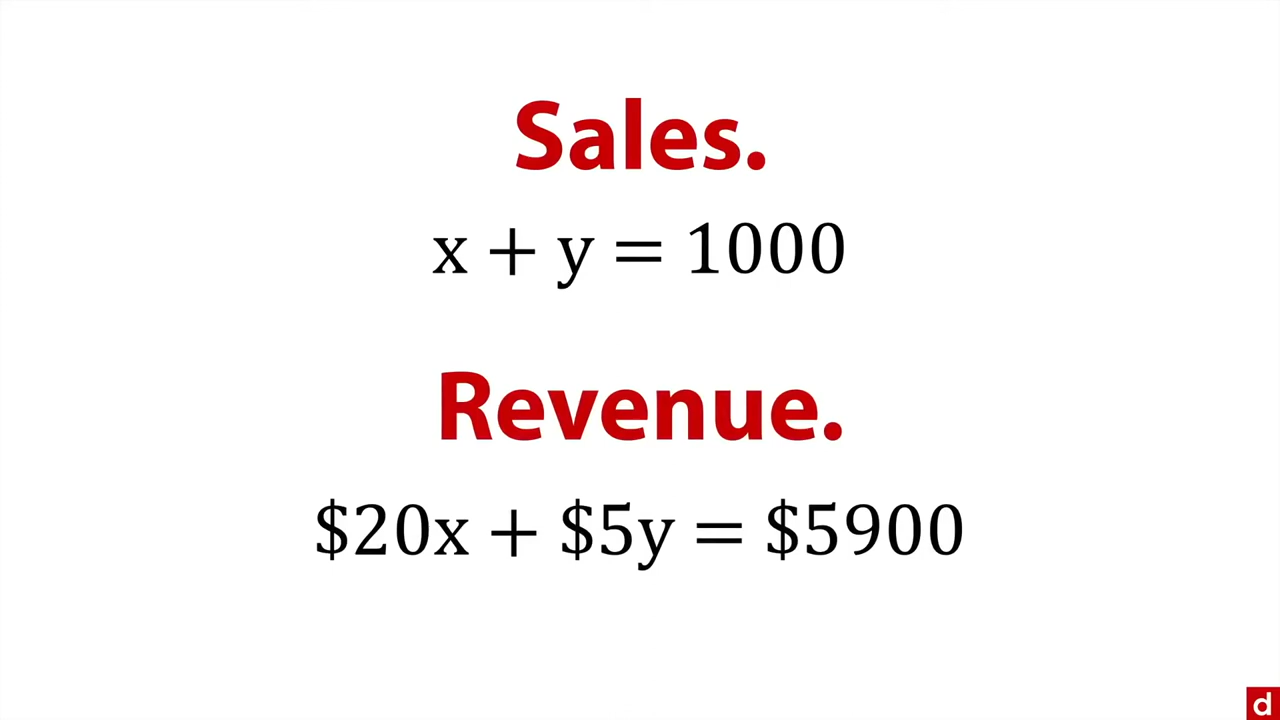 Sales.
x + y = 1000
Revenue.
$20x + $5y = $5900
d